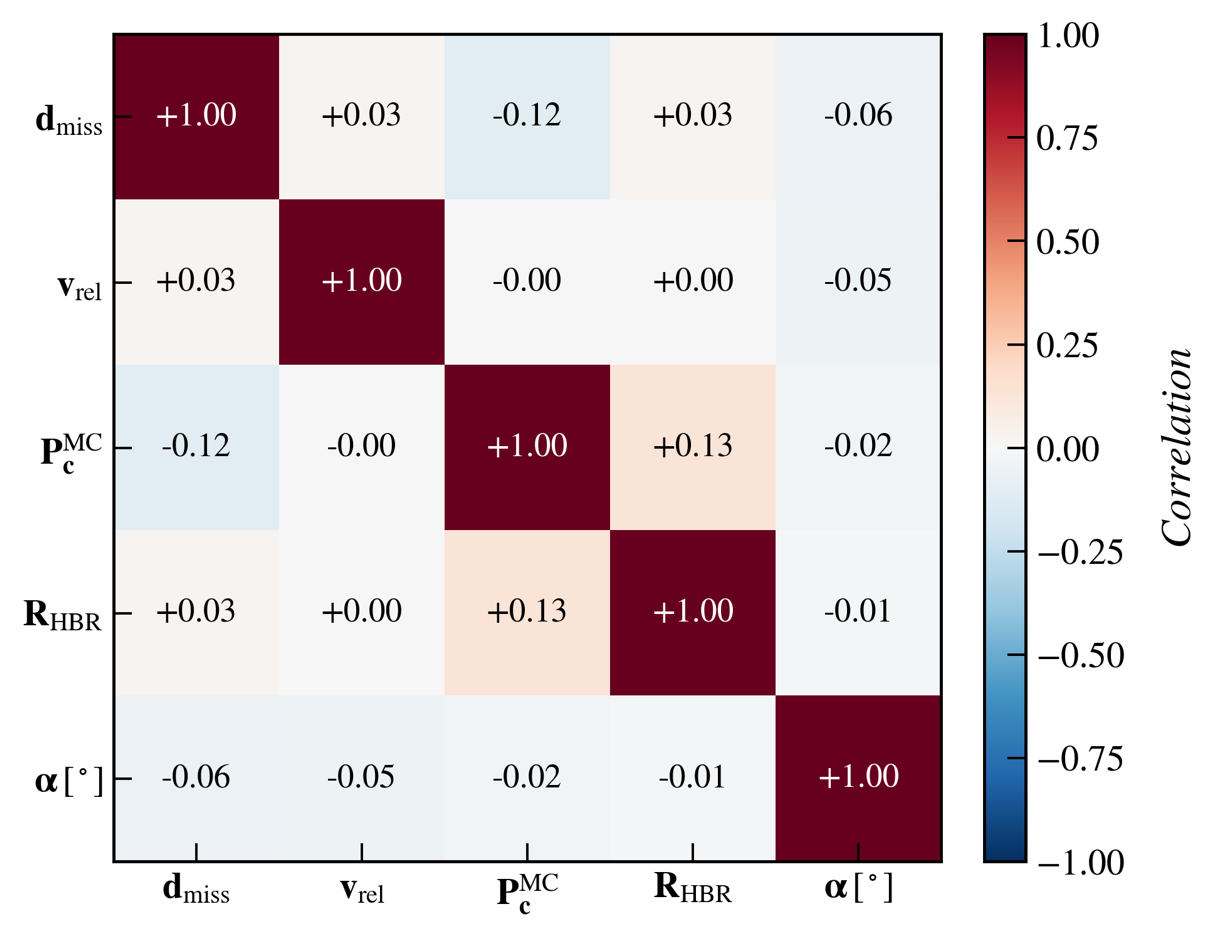 1.00
d_miss +1.00 +0.03 -0.12 +0.03 -0.06
0.75
0.50
v_rel +0.03 +1.00 -0.00 +0.00 -0.05
0.25
P_c^MC -0.12 -0.00 +1.00 +0.13 -0.02
0.00
Correlation
−0.25
R_HBR +0.03 +0.00 +0.13 +1.00 -0.01
−0.50
−0.75
α[°] -0.06 -0.05 -0.02 -0.01 +1.00
−1.00
d_miss v_rel P_c^MC R_HBR α[°]